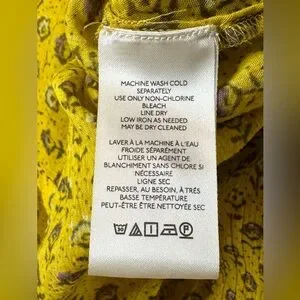 MACHINE WASH COLD
SEPARATELY
USE ONLY NON-CHLORINE
BLEACH
LINE DRY
LOW IRON AS NEEDED
MAY BE DRY CLEANED
LAVER À LA MACHINE À L'EAU
FROIDE SÉPARÉMENT
UTILISER UN AGENT DE
BLANCHIMENT SANS CHLORE SI
NÉCESSAIRE
LIGNE SEC
REPASSER, AU BESOIN, À TRÉS
BASSE TEMPÉRATURE
PEUT-ÊTRE ÊTRE NETTOYÉE SEC
P